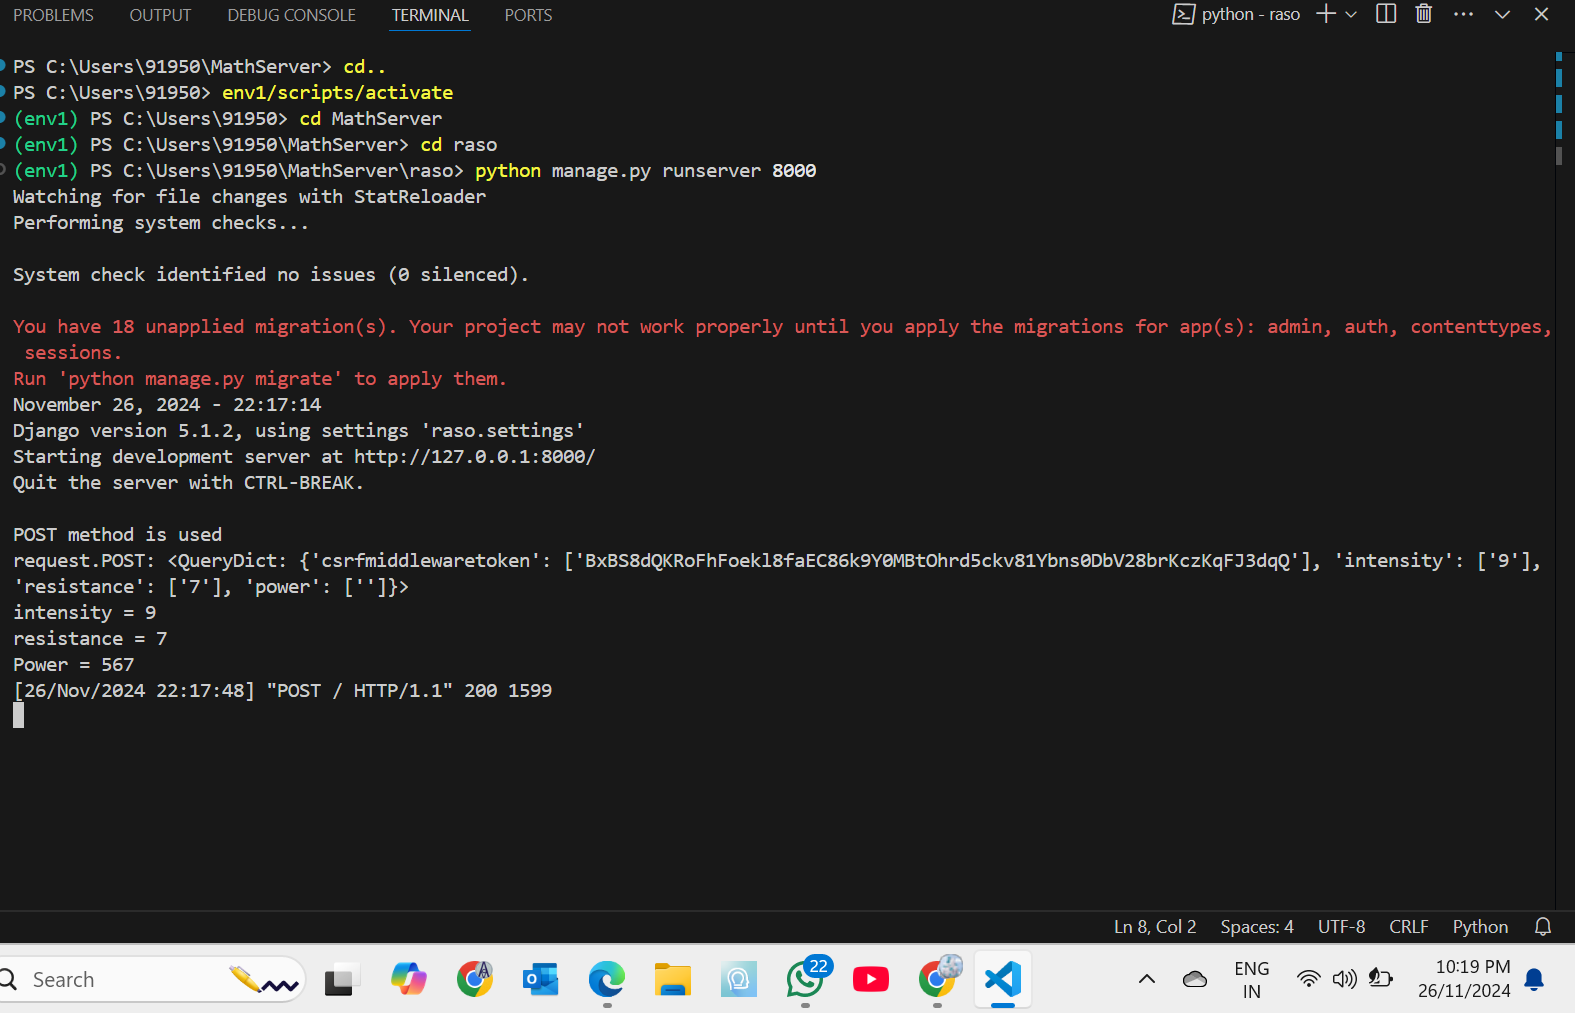 PROBLEMS OUTPUT DEBUG CONSOLE TERMINAL PORTS python - raso
PS C:\Users\91950\MathServer> cd..
PS C:\Users\91950> env1/scripts/activate
(env1) PS C:\Users\91950> cd MathServer
(env1) PS C:\Users\91950\MathServer> cd raso
(env1) PS C:\Users\91950\MathServer\raso> python manage.py runserver 8000
Watching for file changes with StatReloader
Performing system checks...
System check identified no issues (0 silenced).
You have 18 unapplied migration(s). Your project may not work properly until you apply the migrations for app(s): admin, auth, contenttypes,
sessions.
Run 'python manage.py migrate' to apply them.
November 26, 2024 - 22:17:14
Django version 5.1.2, using settings 'raso.settings'
Starting development server at http://127.0.0.1:8000/
Quit the server with CTRL-BREAK.
POST method is used
request.POST: <QueryDict: {'csrfmiddlewaretoken': ['BxBS8dQKRoFhFoekl8faEC86k9Y0MBtOhrd5ckv81Ybns0DbV28brKczKqFJ3dqQ'], 'intensity': ['9'],
'resistance': ['7'], 'power': ['']}>
intensity = 9
resistance = 7
Power = 567
[26/Nov/2024 22:17:48] "POST / HTTP/1.1" 200 1599
Ln 8, Col 2 Spaces: 4 UTF-8 CRLF Python
Search 22 ENG 10:19 PM
IN 26/11/2024